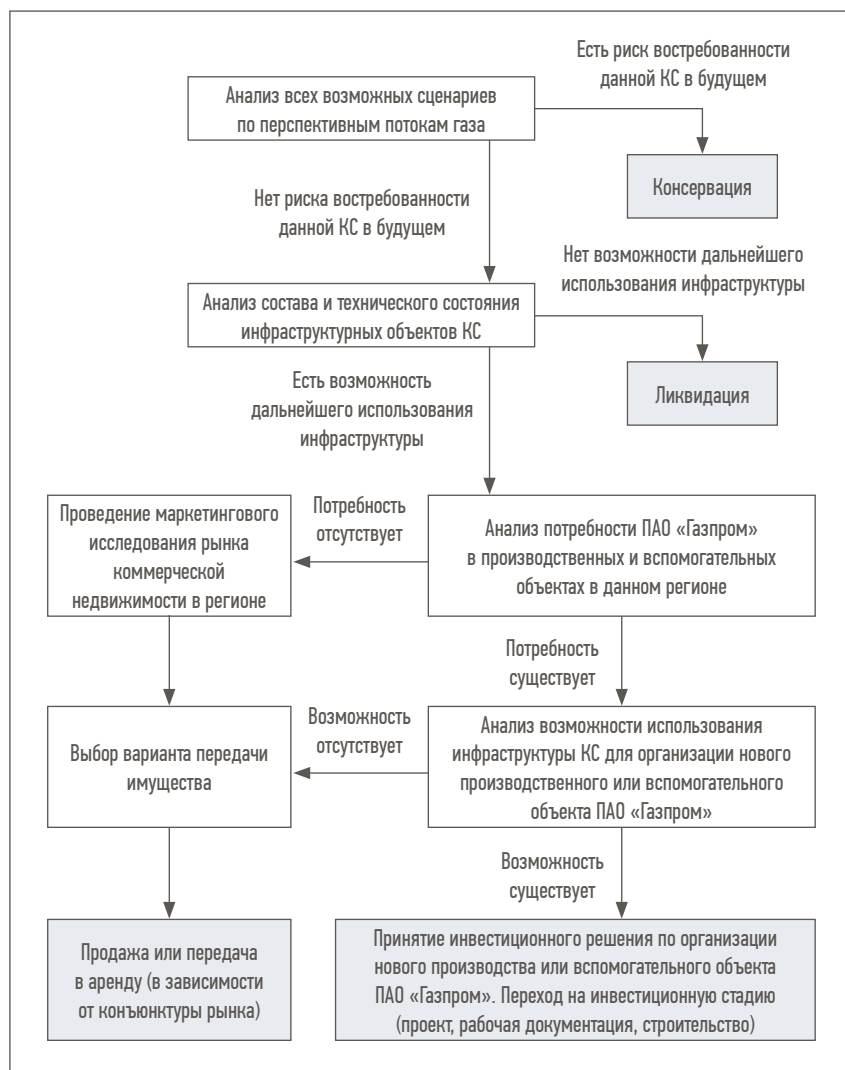 Есть риск востребованности
данной КС в будущем
Анализ всех возможных сценариев
по перспективным потокам газа
Консервация
Нет риска востребованности
данной КС в будущем
Нет возможности дальнейшего
использования инфраструктуры
Анализ состава и технического состояния
инфраструктурных объектов КС
Ликвидация
Есть возможность
дальнейшего использования
инфраструктуры
Проведение маркетингового
исследования рынка
коммерческой
недвижимости в регионе
Потребность
отсутствует
Анализ потребности ПАО «Газпром»
в производственных и вспомогательных
объектах в данном регионе
Потребность
существует
Выбор варианта передачи
имущества
Возможность
отсутствует
Анализ возможности использования
инфраструктуры КС для организации нового
производственного или вспомогательного
объекта ПАО «Газпром»
Возможность
существует
Продажа или передача
в аренду (в зависимости
от конъюнктуры рынка)
Принятие инвестиционного решения по организации
нового производства или вспомогательного объекта
ПАО «Газпром». Переход на инвестиционную стадию
(проект, рабочая документация, строительство)